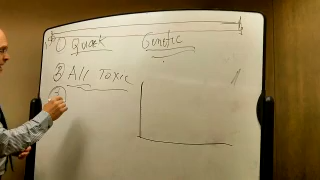 ① Quack Genetic
② All Toxic
③